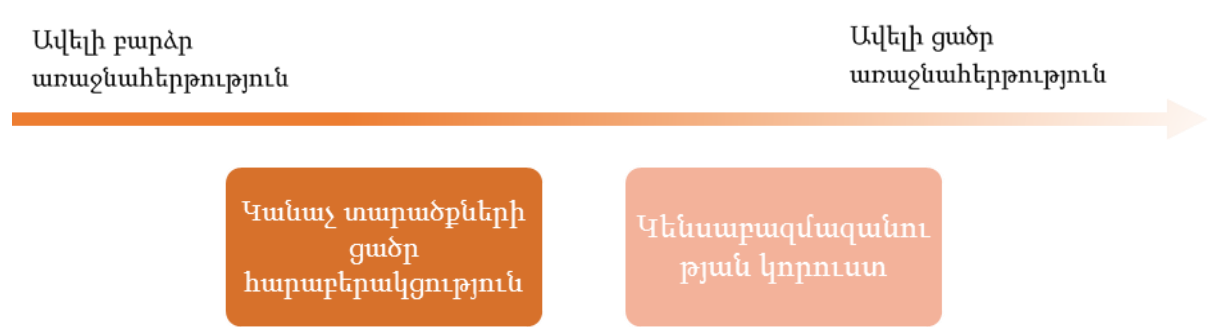 Ավելի բարձր
առաջնահերթություն
Ավելի ցածր
առաջնահերթություն
Կանաչ տարածքների
ցածր
հարաբերակցություն
Կենսաբազմազանու
թյան կորուստ